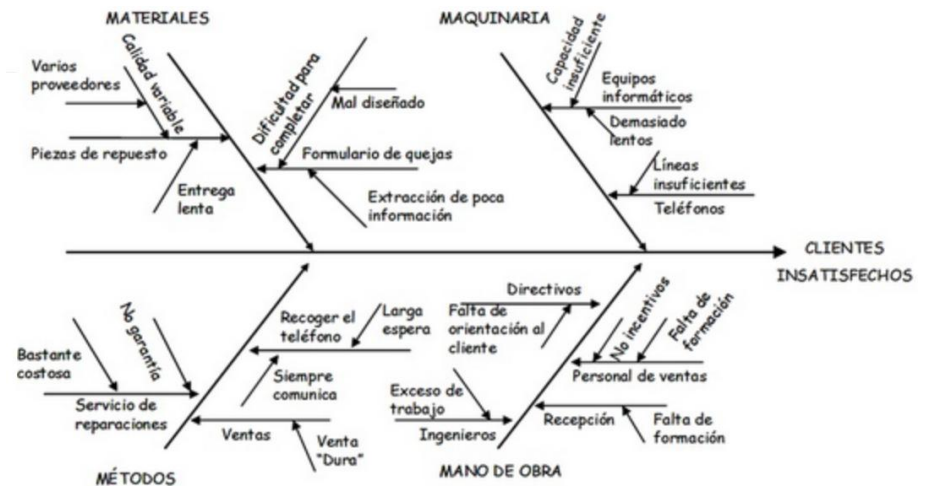 MATERIALES
MAQUINARIA
Varios
proveedores
Calidad variable
Piezas de repuesto
Entrega
lenta
Dificultad para
completar
Mal diseñado
Formulario de quejas
Extracción de poca
información
Capacidad
insuficiente
Equipos
informáticos
Demasiado
lentos
Líneas
insuficientes
Teléfonos
CLIENTES
INSATISFECHOS
Bastante
costosa
No garantía
Servicio de
reparaciones
Recoger el
teléfono
Larga
espera
Siempre
comunica
Ventas
Venta
"Dura"
MÉTODOS
Directivos
Falta de
orientación al
cliente
No incentivos
Falta de
formación
Personal de ventas
Exceso de
trabajo
Ingenieros
Recepción
Falta de
formación
MANO DE OBRA